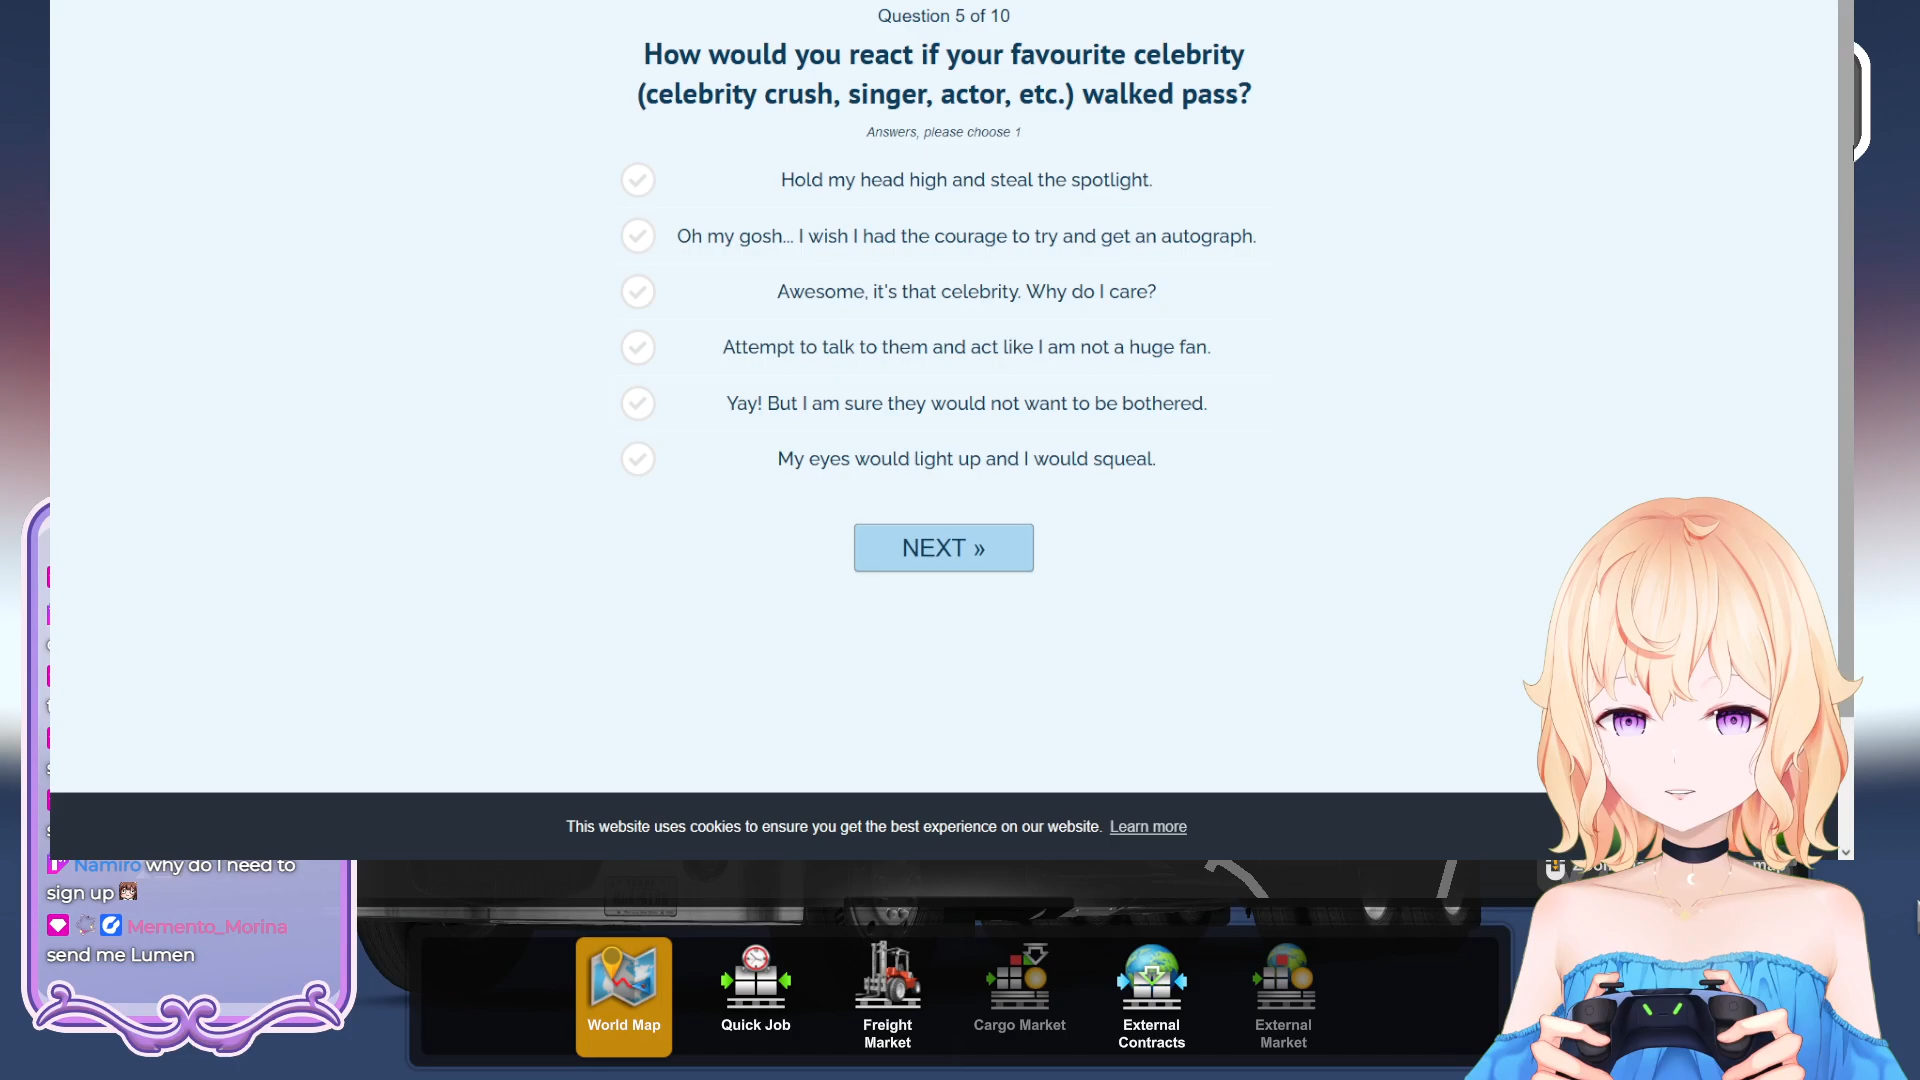 Question 5 of 10
How would you react if your favourite celebrity
(celebrity crush, singer, actor, etc.) walked pass?
Answers, please choose 1
Hold my head high and steal the spotlight.
Oh my gosh... I wish I had the courage to try and get an autograph.
Awesome, it's that celebrity. Why do I care?
Attempt to talk to them and act like I am not a huge fan.
Yay! But I am sure they would not want to be bothered.
My eyes would light up and I would squeal.
NEXT »
This website uses cookies to ensure you get the best experience on our website. Learn more
Namiro why do I need to
sign up
Memento_Morina
send me Lumen
World Map
Quick Job
Freight
Market
Cargo Market
External
Contracts
External
Market